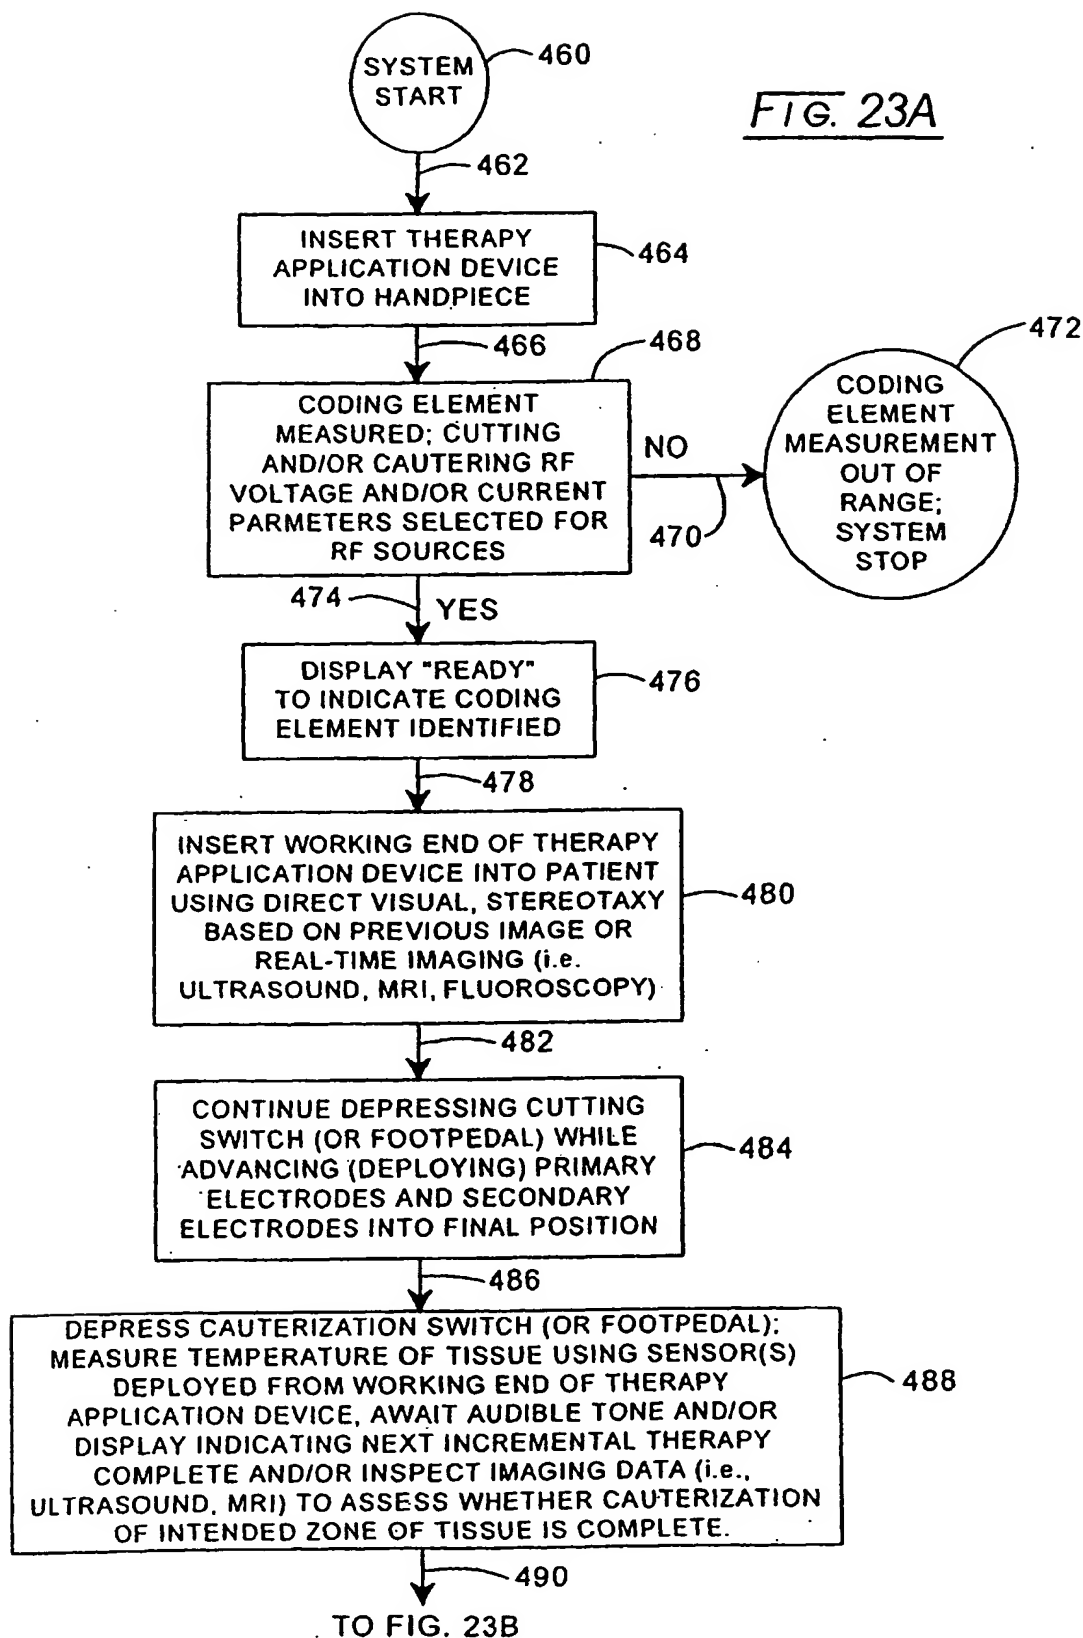 SYSTEM
START
460
FIG. 23A
462
INSERT THERAPY
APPLICATION DEVICE
INTO HANDPIECE
464
466
468
CODING ELEMENT
MEASURED; CUTTING
AND/OR CAUTERING RF
VOLTAGE AND/OR CURRENT
PARMETERS SELECTED FOR
RF SOURCES
NO
470
472
CODING
ELEMENT
MEASUREMENT
OUT OF
RANGE;
SYSTEM
STOP
474
YES
DISPLAY "READY"
TO INDICATE CODING
ELEMENT IDENTIFIED
476
478
INSERT WORKING END OF THERAPY
APPLICATION DEVICE INTO PATIENT
USING DIRECT VISUAL, STEREOTAXY
BASED ON PREVIOUS IMAGE OR
REAL-TIME IMAGING (i.e.
ULTRASOUND, MRI, FLUOROSCOPY)
480
482
CONTINUE DEPRESSING CUTTING
SWITCH (OR FOOTPEDAL) WHILE
ADVANCING (DEPLOYING) PRIMARY
ELECTRODES AND SECONDARY
ELECTRODES INTO FINAL POSITION
484
486
DEPRESS CAUTERIZATION SWITCH (OR FOOTPEDAL);
MEASURE TEMPERATURE OF TISSUE USING SENSOR(S)
DEPLOYED FROM WORKING END OF THERAPY
APPLICATION DEVICE, AWAIT AUDIBLE TONE AND/OR
DISPLAY INDICATING NEXT INCREMENTAL THERAPY
COMPLETE AND/OR INSPECT IMAGING DATA (i.e.,
ULTRASOUND, MRI) TO ASSESS WHETHER CAUTERIZATION
OF INTENDED ZONE OF TISSUE IS COMPLETE.
488
490
TO FIG. 23B